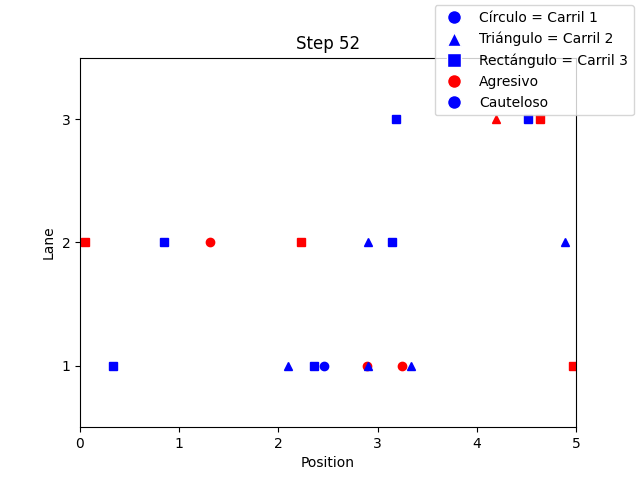 Step 52
Círculo = Carril 1
Triángulo = Carril 2
Rectángulo = Carril 3
Agresivo
Cauteloso
Lane
3
2
1
0 1 2 3 4 5
Position